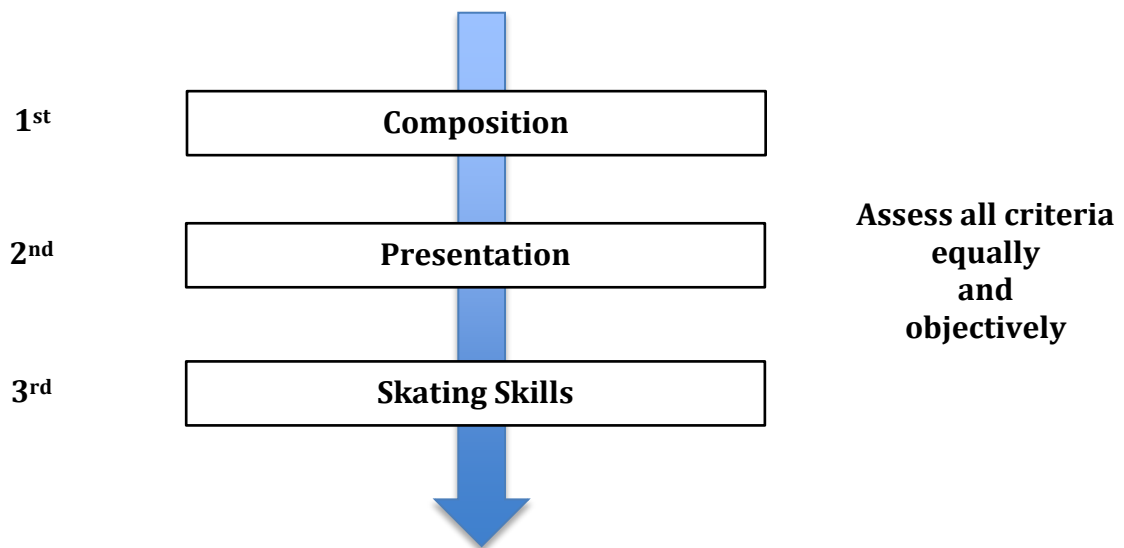 1st Composition
2nd Presentation
Assess all criteria
equally
and
objectively
3rd Skating Skills